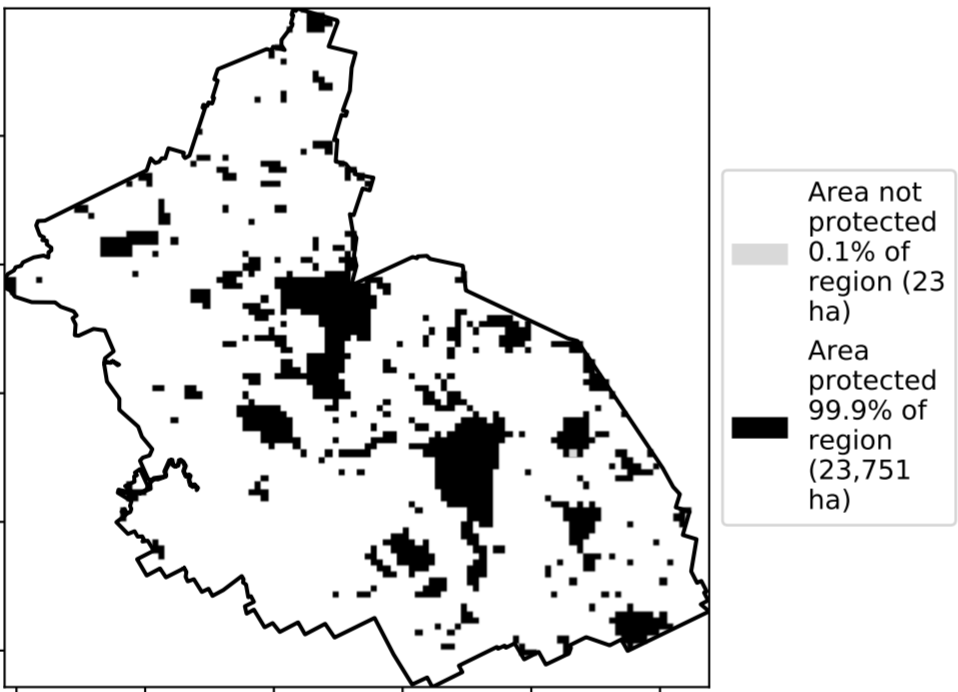 Area not
protected
0.1% of
region (23
ha)
Area
protected
99.9% of
region
(23,751
ha)